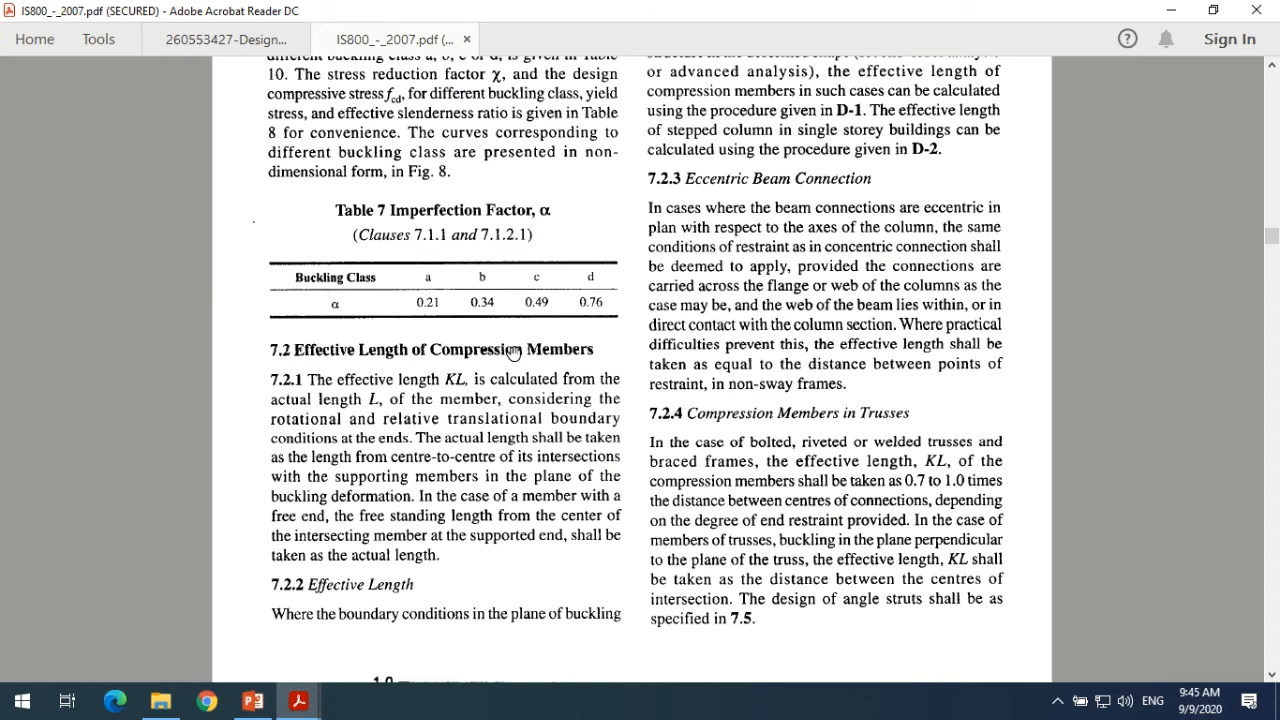 IS800_-_2007.pdf (SECURED) - Adobe Acrobat Reader DC
Home
Tools
260553427-Design...
IS800_-_2007.pdf (... ×
Sign In
different buckling class a, b, c or d, is given in Table
10. The stress reduction factor χ, and the design
compressive stress fcd, for different buckling class, yield
stress, and effective slenderness ratio is given in Table
8 for convenience. The curves corresponding to
different buckling class are presented in non-
dimensional form, in Fig. 8.
Table 7 Imperfection Factor, α
(Clauses 7.1.1 and 7.1.2.1)
Buckling Class a b c d
α 0.21 0.34 0.49 0.76
7.2 Effective Length of Compression Members
7.2.1 The effective length KL, is calculated from the
actual length L, of the member, considering the
rotational and relative translational boundary
conditions at the ends. The actual length shall be taken
as the length from centre-to-centre of its intersections
with the supporting members in the plane of the
buckling deformation. In the case of a member with a
free end, the free standing length from the center of
the intersecting member at the supported end, shall be
taken as the actual length.
7.2.2 Effective Length
Where the boundary conditions in the plane of buckling
or advanced analysis), the effective length of
compression members in such cases can be calculated
using the procedure given in D-1. The effective length
of stepped column in single storey buildings can be
calculated using the procedure given in D-2.
7.2.3 Eccentric Beam Connection
In cases where the beam connections are eccentric in
plan with respect to the axes of the column, the same
conditions of restraint as in concentric connection shall
be deemed to apply, provided the connections are
carried across the flange or web of the columns as the
case may be, and the web of the beam lies within, or in
direct contact with the column section. Where practical
difficulties prevent this, the effective length shall be
taken as equal to the distance between points of
restraint, in non-sway frames.
7.2.4 Compression Members in Trusses
In the case of bolted, riveted or welded trusses and
braced frames, the effective length, KL, of the
compression members shall be taken as 0.7 to 1.0 times
the distance between centres of connections, depending
on the degree of end restraint provided. In the case of
members of trusses, buckling in the plane perpendicular
to the plane of the truss, the effective length, KL shall
be taken as the distance between the centres of
intersection. The design of angle struts shall be as
specified in 7.5.
1.0
ENG
9:45 AM
9/9/2020